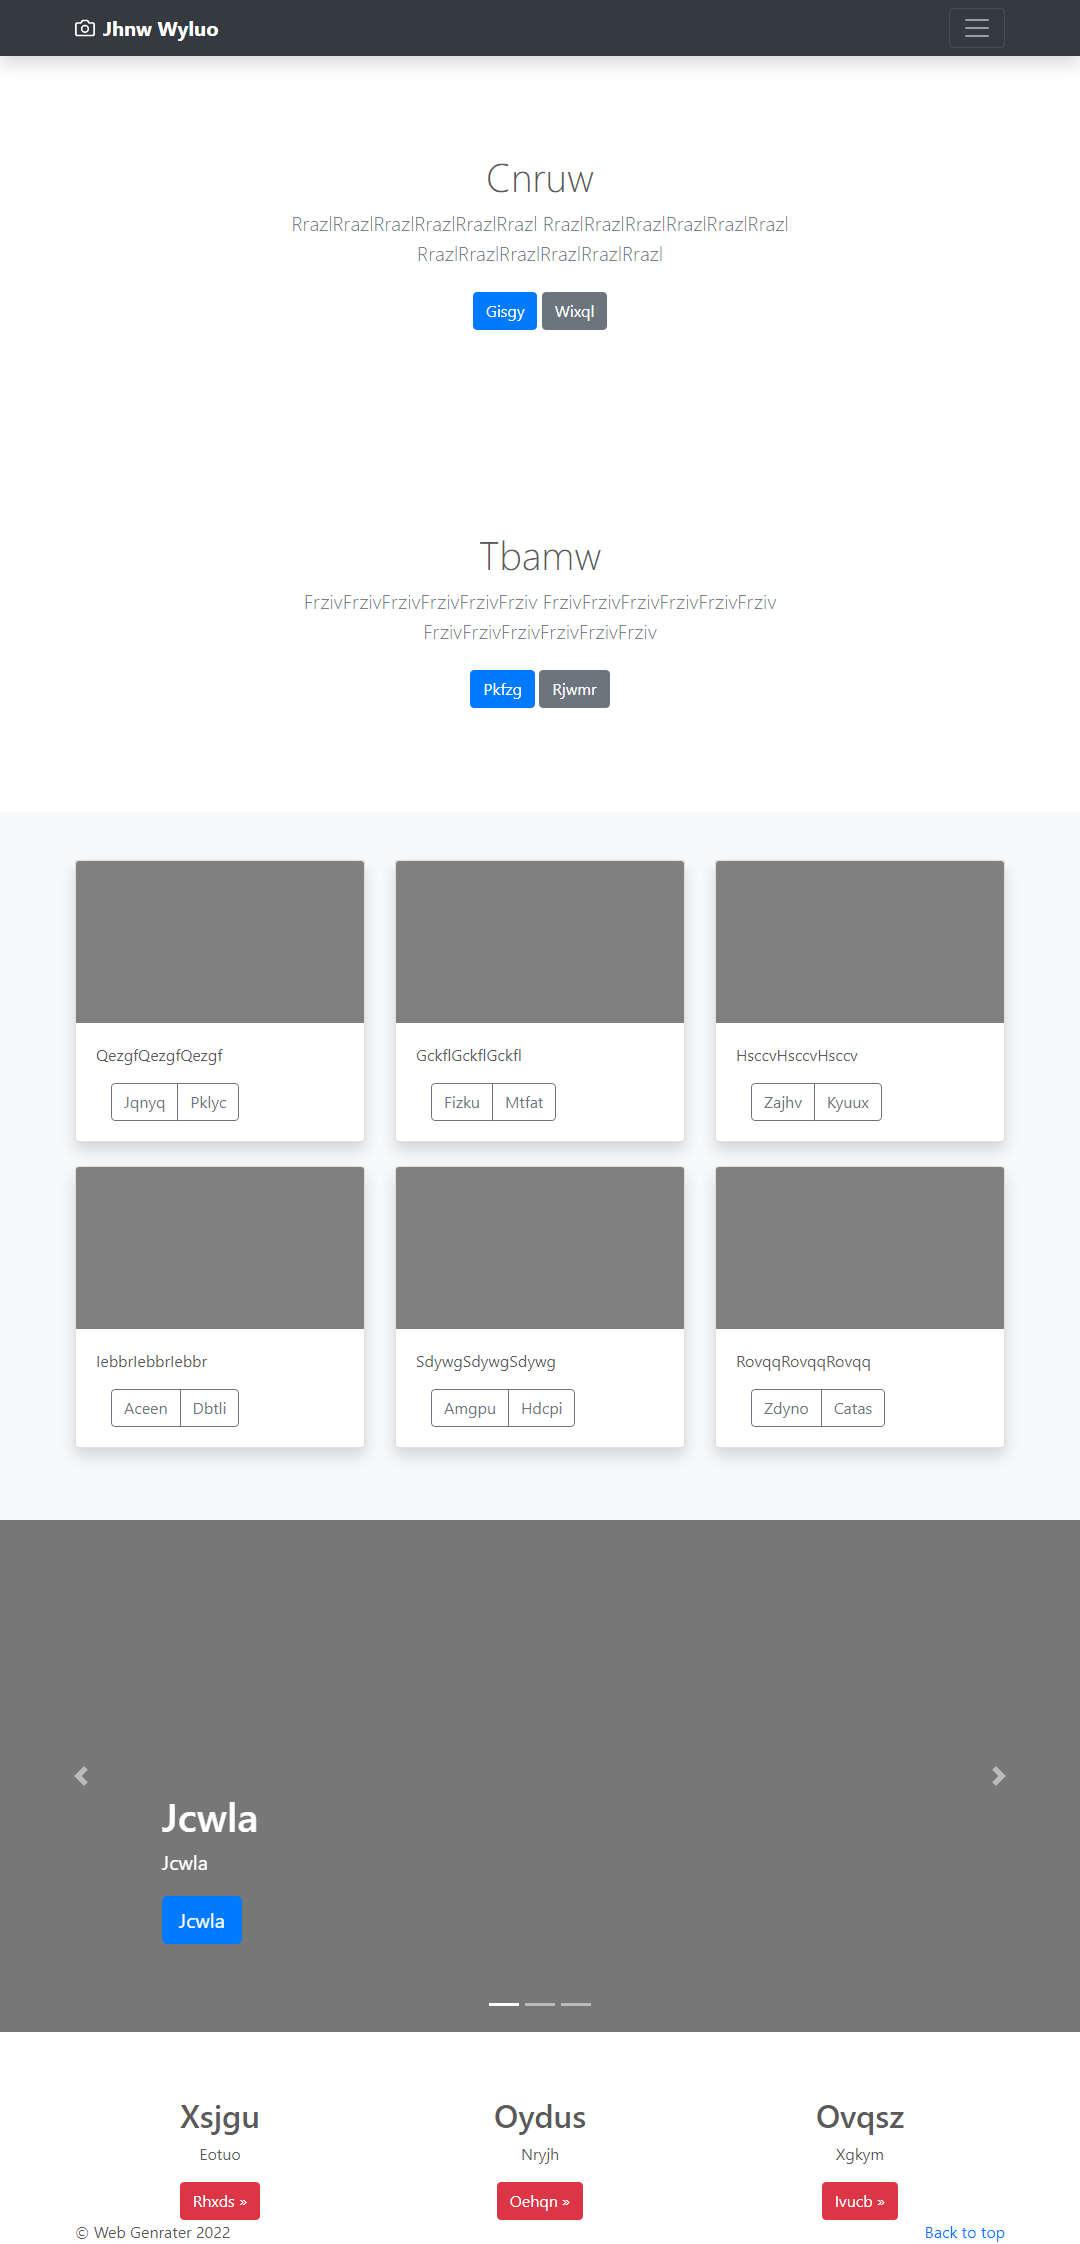 Jhnw Wyluo
Cnruw
RrazlRrazlRrazlRrazlRrazlRrazl RrazlRrazlRrazlRrazlRrazlRrazl
RrazlRrazlRrazlRrazlRrazlRrazl
Gisgy Wixql
Tbamw
FrzivFrzivFrzivFrzivFrzivFrziv FrzivFrzivFrzivFrzivFrzivFrziv
FrzivFrzivFrzivFrzivFrzivFrziv
Pkfzg Rjwmr
QezgfQezgfQezgf
Jqnyq Pklyc
GckflGckflGckfl
Fizku Mtfat
HsccvHsccvHsccv
Zajhv Kyuux
IebbrIebbrIebbr
Aceen Dbtli
SdywgSdywgSdywg
Amgpu Hdcpi
RovqqRovqqRovqq
Zdyno Catas
Jcwla
Jcwla
Jcwla
Xsjgu
Eotuo
Rhxds »
Oydus
Nryjh
Oehqn »
Ovqsz
Xgkym
Ivucb »
© Web Genrater 2022
Back to top